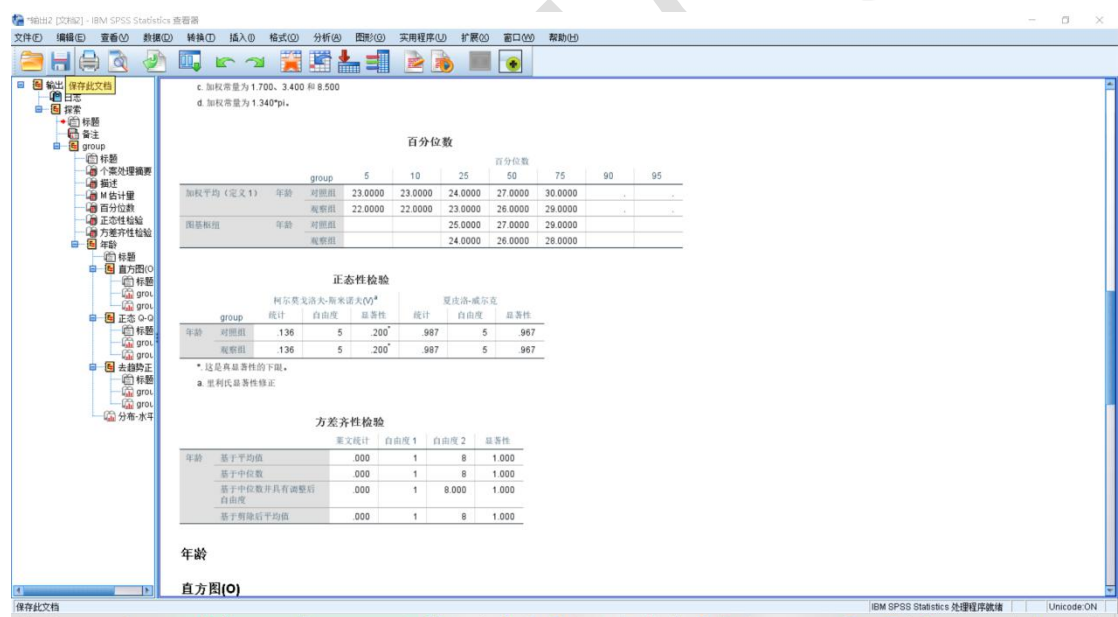 *输出2 [文档2] - IBM SPSS Statistics 查看器
文件(F) 编辑(E) 查看(V) 数据(D) 转换(T) 插入(I) 格式(O) 分析(A) 图形(G) 实用程序(U) 扩展(X) 窗口(W) 帮助(H)
输出
保存此文档
日志
探索
标题
备注
group
标题
个案处理摘要
描述
M 估计量
百分位数
正态性检验
方差齐性检验
年龄
标题
直方图(O
标题
grou
grou
正态 Q-Q
标题
grou
grou
去趋势正
标题
grou
grou
分布-水平
c. 加权常量为 1.700、3.400 和 8.500
d. 加权常量为 1.340*pi。
百分位数
百分位数
group 5 10 25 50 75 90 95
加权平均（定义 1） 年龄 对照组 23.0000 23.0000 24.0000 27.0000 30.0000 . .
观察组 22.0000 22.0000 23.0000 26.0000 29.0000 . .
图基枢纽 年龄 对照组 25.0000 27.0000 29.0000
观察组 24.0000 26.0000 28.0000
正态性检验
柯尔莫戈洛夫-斯米诺夫(V)a 夏皮洛-威尔克
group 统计 自由度 显著性 统计 自由度 显著性
年龄 对照组 .136 5 .200* .987 5 .967
观察组 .136 5 .200* .987 5 .967
*. 这是真显著性的下限。
a. 里利氏显著性修正
方差齐性检验
莱文统计 自由度 1 自由度 2 显著性
年龄 基于平均值 .000 1 8 1.000
基于中位数 .000 1 8 1.000
基于中位数并具有调整后 .000 1 8.000 1.000
自由度
基于剪除后平均值 .000 1 8 1.000
年龄
直方图(O)
保存此文档 IBM SPSS Statistics 处理程序就绪 Unicode:ON